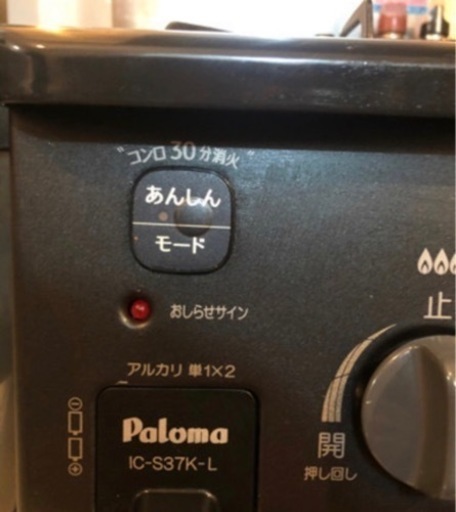 "コンロ30分消火"
あんしん
モード
おしらせサイン
止
アルカリ 単1×2
Paloma
IC-S37K-L
開
押し回し